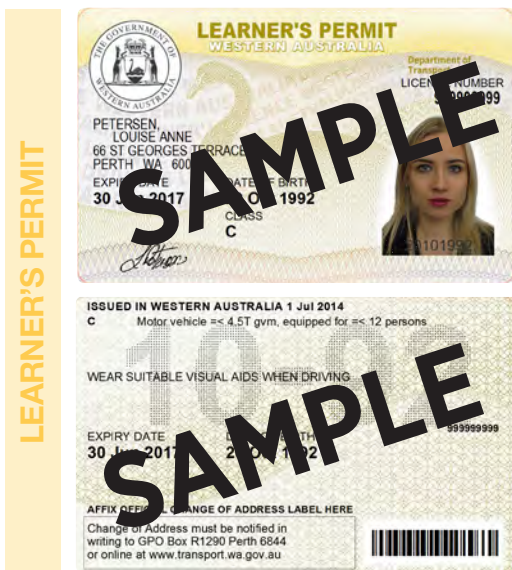 LEARNER'S PERMIT
LEARNER'S PERMIT
WESTERN AUSTRALIA
THE GOVERNMENT OF
WESTERN AUSTRALIA
Department of
Transport
LICENCE NUMBER
PETERSEN,
LOUISE ANNE
66 ST GEORGES TERRACE
PERTH WA
EXPIRY DATE DATE OF BIRTH
30 2017 1992
CLASS
C
SAMPLE
ISSUED IN WESTERN AUSTRALIA 1 Jul 2014
C Motor vehicle =< 4.5T gvm, equipped for =< 12 persons
10 92
WEAR SUITABLE VISUAL AIDS WHEN DRIVING
EXPIRY DATE
999999999
30 Jun 2017
SAMPLE
AFFIX OFFICIAL CHANGE OF ADDRESS LABEL HERE
Change of Address must be notified in
writing to GPO Box R1290 Perth 6844
or online at www.transport.wa.gov.au